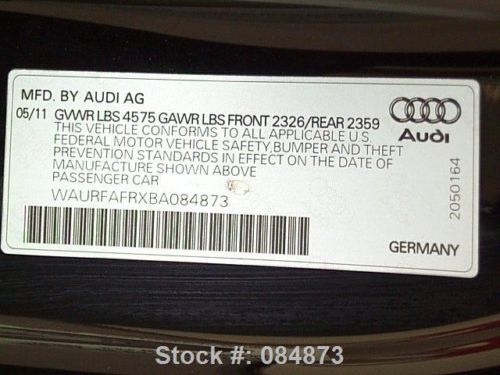 MFD. BY AUDI AG
05/11 GVWR LBS 4575 GAWR LBS FRONT 2326/REAR 2359
THIS VEHICLE CONFORMS TO ALL APPLICABLE U.S
FEDERAL MOTOR VEHICLE SAFETY, BUMPER AND THEFT
PREVENTION STANDARDS IN EFFECT ON THE DATE OF
MANUFACTURE SHOWN ABOVE
PASSENGER CAR
WAURFAFRXBA084873
Audi
2050164
GERMANY
Stock #: 084873